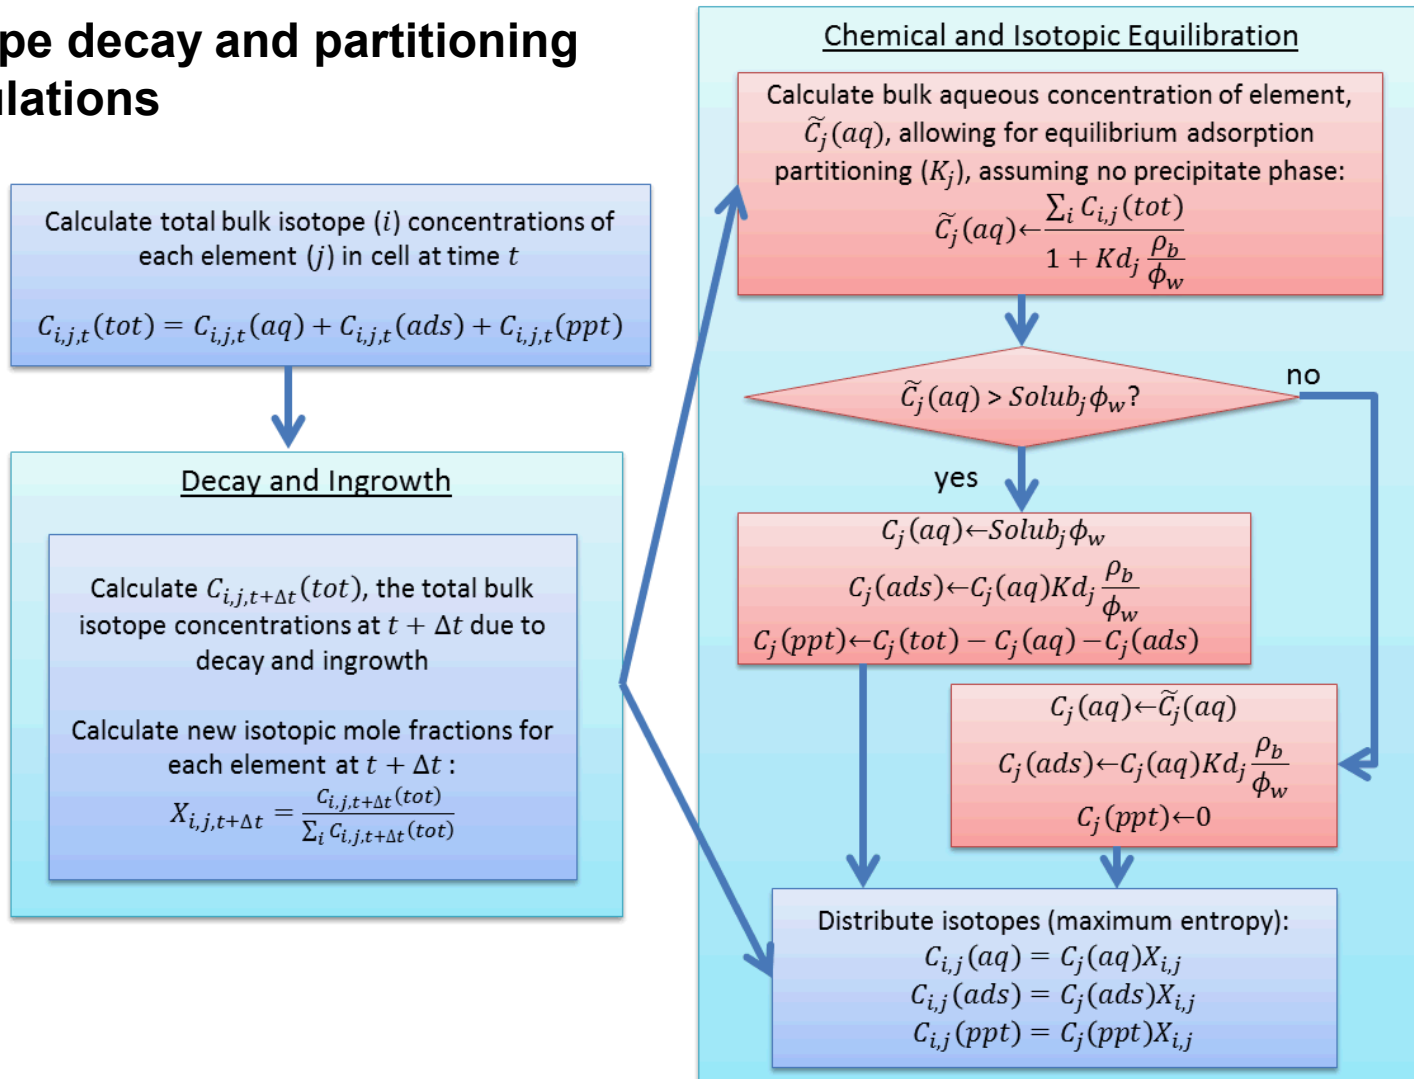 pe decay and partitioning
ulations
Calculate total bulk isotope (i) concentrations of
each element (j) in cell at time t
C_{i,j,t}(tot) = C_{i,j,t}(aq) + C_{i,j,t}(ads) + C_{i,j,t}(ppt)
Decay and Ingrowth
Calculate C_{i,j,t+Δt}(tot), the total bulk
isotope concentrations at t + Δt due to
decay and ingrowth
Calculate new isotopic mole fractions for
each element at t + Δt :
X_{i,j,t+Δt} = C_{i,j,t+Δt}(tot) / ∑_i C_{i,j,t+Δt}(tot)
Chemical and Isotopic Equilibration
Calculate bulk aqueous concentration of element,
C̃_j(aq), allowing for equilibrium adsorption
partitioning (K_j), assuming no precipitate phase:
C̃_j(aq)← ∑_i C_{i,j}(tot) / (1 + Kd_j ρ_b/ϕ_w)
C̃_j(aq) > Solub_j ϕ_w?
no
yes
C_j(aq)←Solub_j ϕ_w
C_j(ads)←C_j(aq)Kd_j ρ_b/ϕ_w
C_j(ppt)←C_j(tot) − C_j(aq) −C_j(ads)
C_j(aq)←C̃_j(aq)
C_j(ads)←C_j(aq)Kd_j ρ_b/ϕ_w
C_j(ppt)←0
Distribute isotopes (maximum entropy):
C_{i,j}(aq) = C_j(aq)X_{i,j}
C_{i,j}(ads) = C_j(ads)X_{i,j}
C_{i,j}(ppt) = C_j(ppt)X_{i,j}